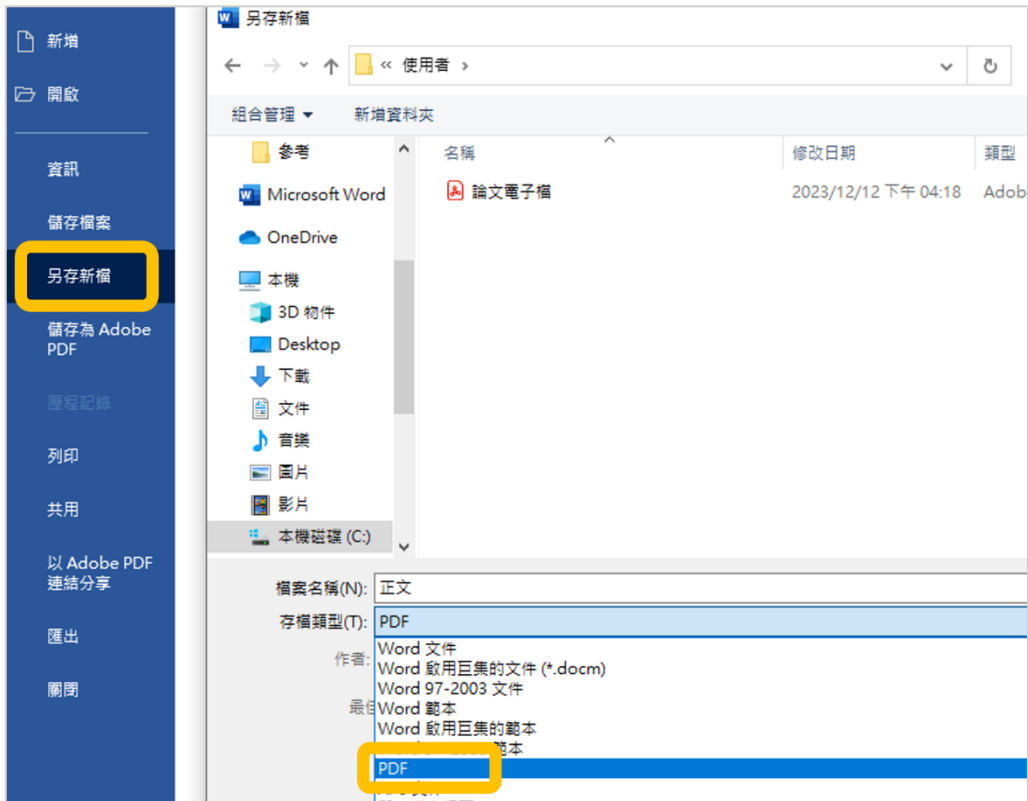 新增
開啟
資訊
儲存檔案
另存新檔
儲存為 Adobe
PDF
歷程記錄
列印
共用
以 Adobe PDF
連結分享
匯出
關閉
另存新檔
« 使用者 ›
組合管理 新增資料夾
參考
Microsoft Word
OneDrive
本機
3D 物件
Desktop
下載
文件
音樂
圖片
影片
本機磁碟 (C:)
名稱 修改日期 類型
論文電子檔 2023/12/12 下午 04:18 Adob
檔案名稱(N): 正文
存檔類型(T): PDF
作者:
Word 文件
Word 啟用巨集的文件 (*.docm)
Word 97-2003 文件
Word 範本
Word 啟用巨集的範本
範本
PDF